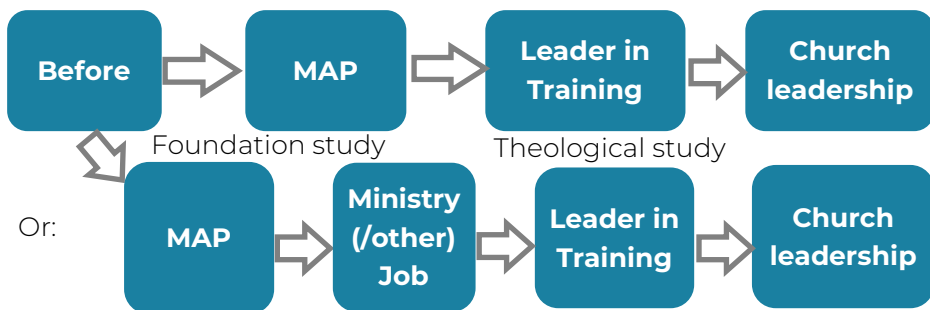 Before
MAP
Leader in
Training
Church
leadership
Foundation study
Theological study
Or:
MAP
Ministry
(/other)
Job
Leader in
Training
Church
leadership